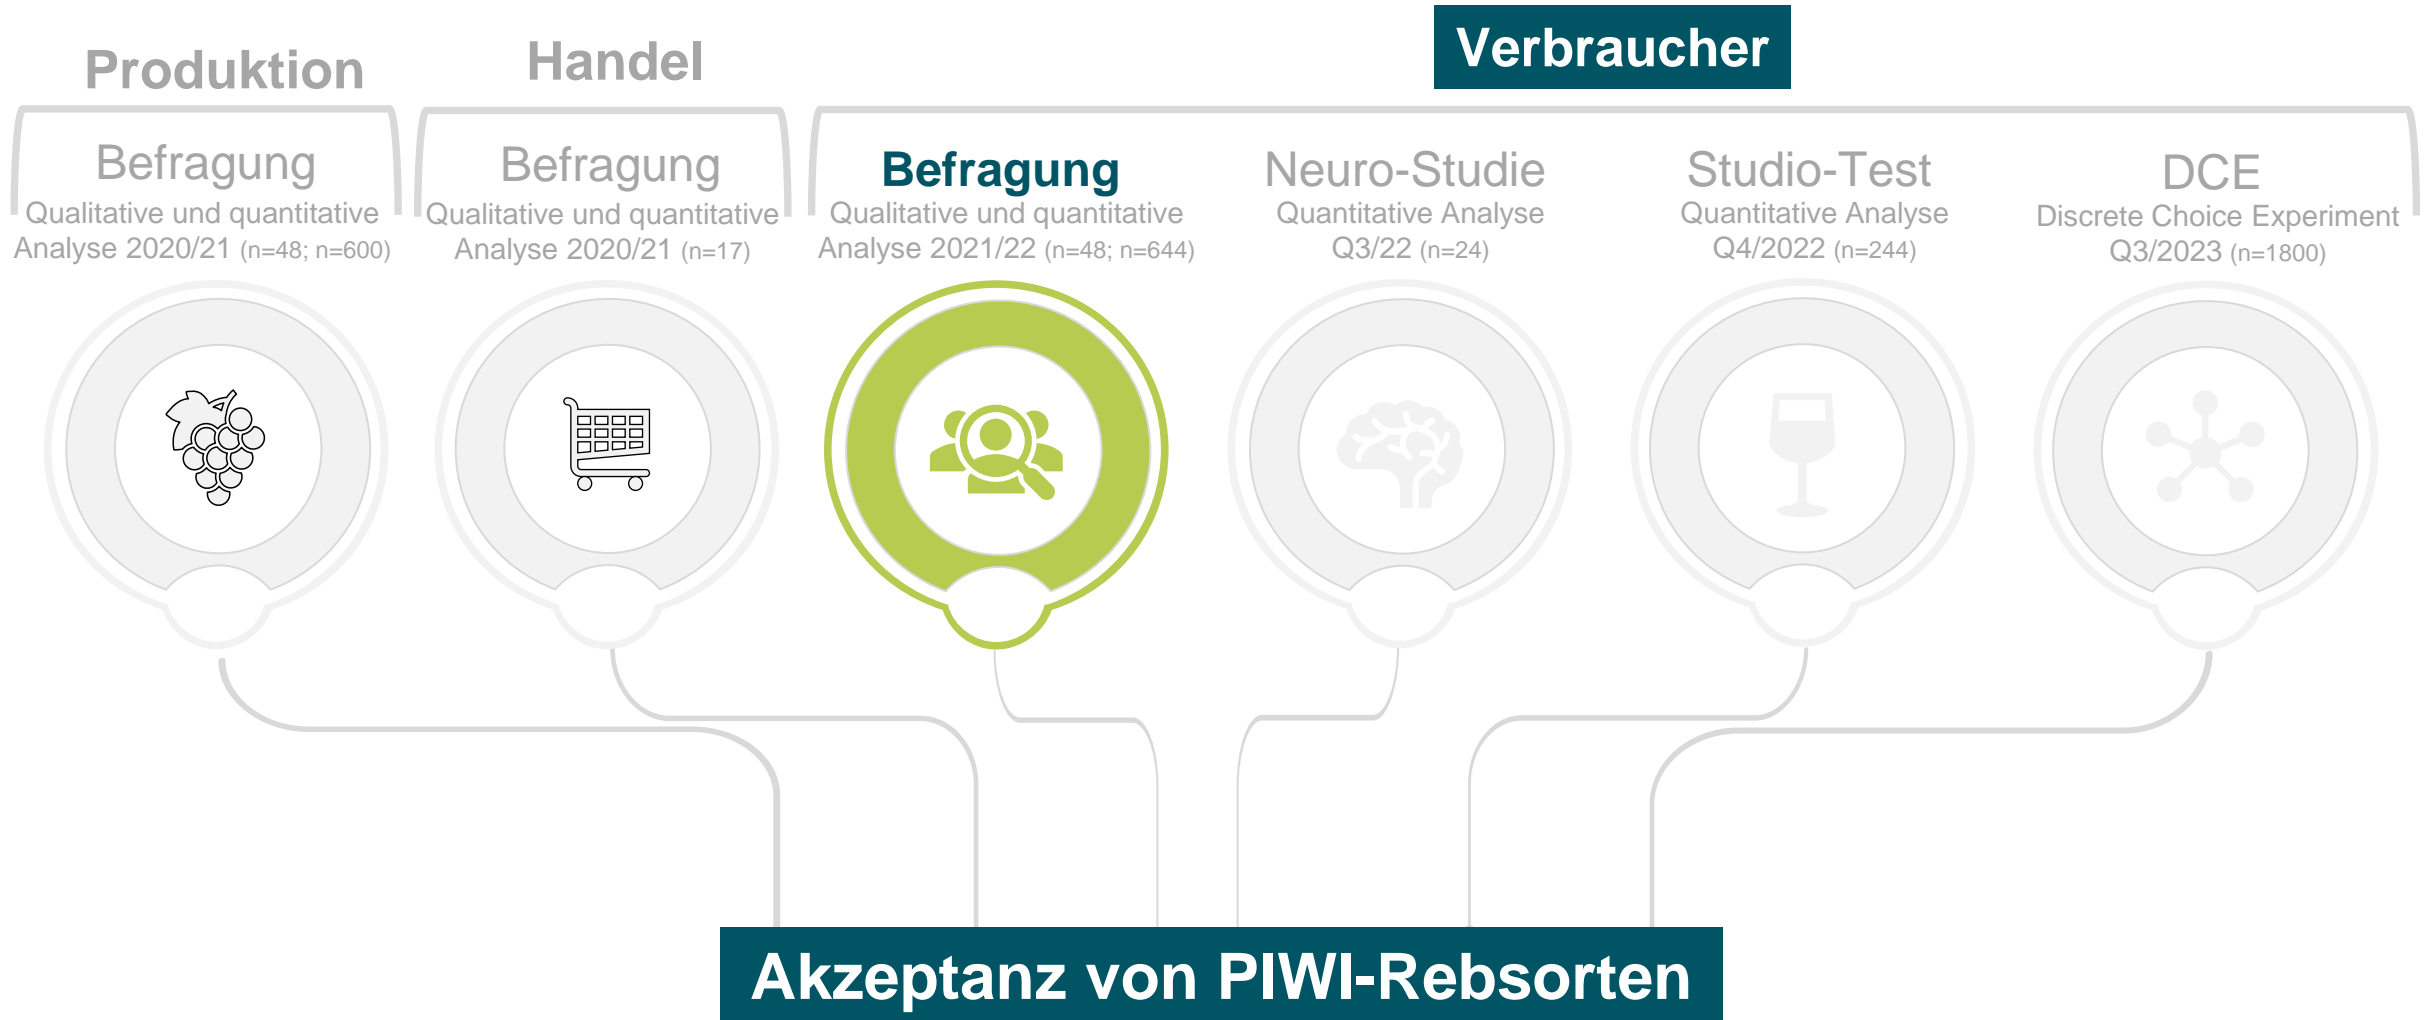 Produktion
Handel
Verbraucher
Befragung
Qualitative und quantitative
Analyse 2020/21 (n=48; n=600)
Befragung
Qualitative und quantitative
Analyse 2020/21 (n=17)
Befragung
Qualitative und quantitative
Analyse 2021/22 (n=48; n=644)
Neuro-Studie
Quantitative Analyse
Q3/22 (n=24)
Studio-Test
Quantitative Analyse
Q4/2022 (n=244)
DCE
Discrete Choice Experiment
Q3/2023 (n=1800)
Akzeptanz von PIWI-Rebsorten